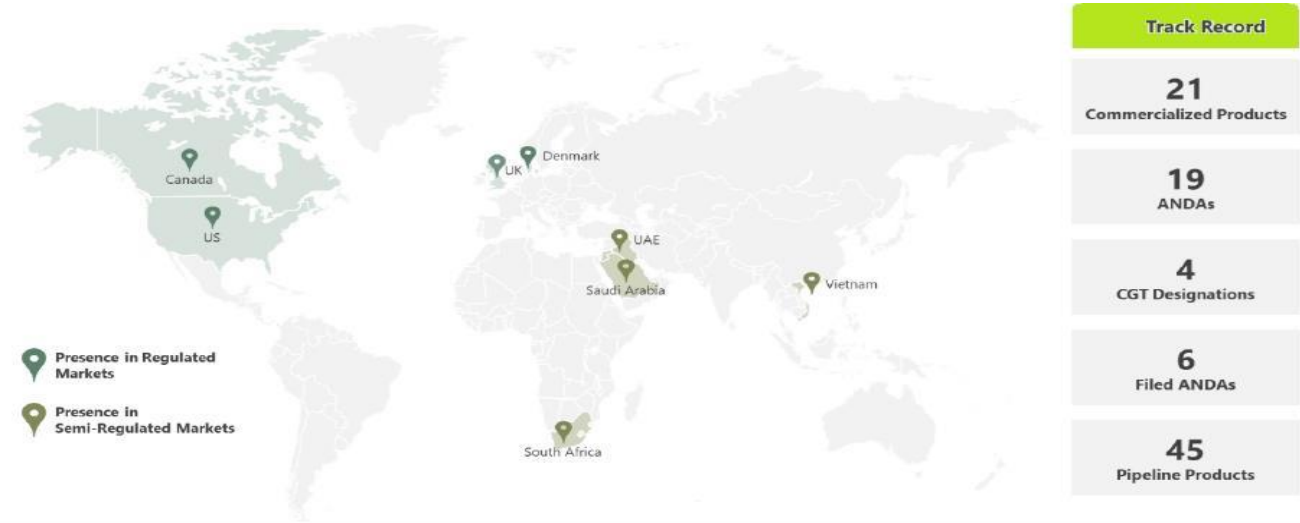 Canada
US
UK
Denmark
UAE
Saudi Arabia
Vietnam
South Africa
Presence in Regulated
Markets
Presence in
Semi-Regulated Markets
Track Record
21
Commercialized Products
19
ANDAs
4
CGT Designations
6
Filed ANDAs
45
Pipeline Products